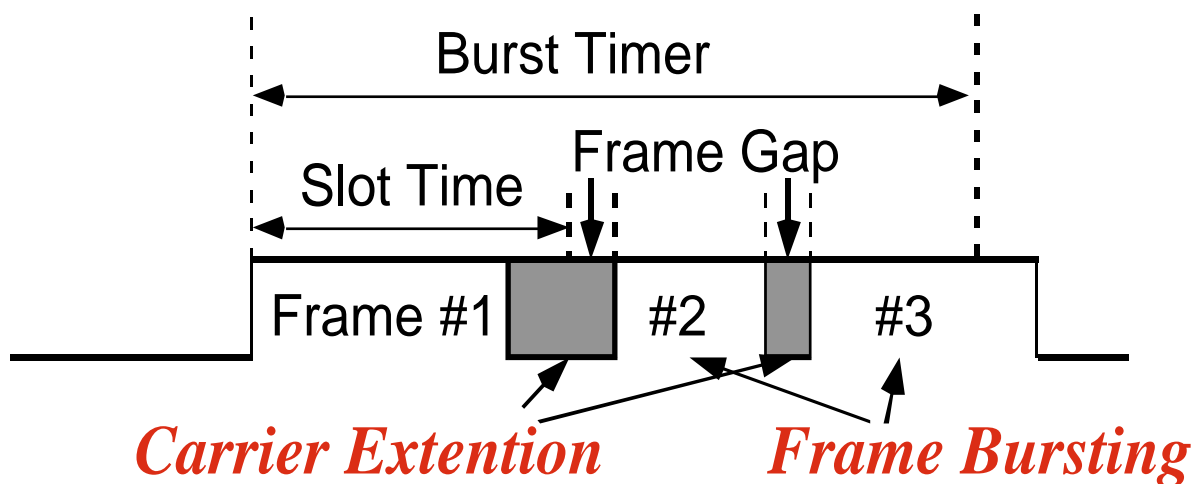 Burst Timer
Frame Gap
Slot Time
Frame #1
#2
#3
Carrier Extention
Frame Bursting